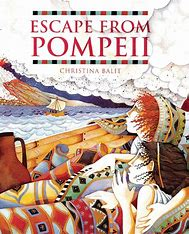 ESCAPE FROM
POMPEII
CHRISTINA BALIT